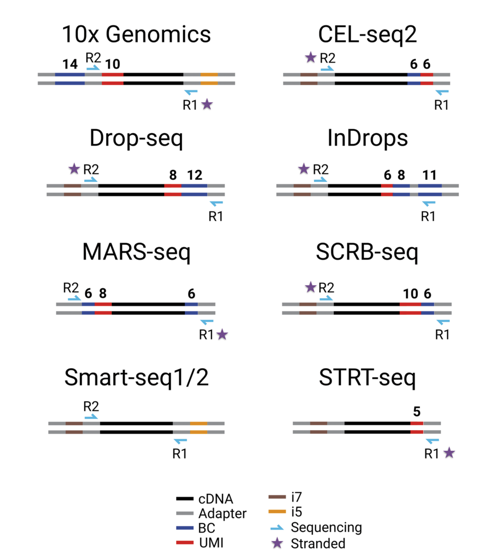 10x Genomics
14 R2 10
R1
CEL-seq2
R2 6 6
R1
Drop-seq
R2 8 12
R1
InDrops
R2 6 8 11
R1
MARS-seq
R2 6 8 6
R1
SCRB-seq
R2 10 6
R1
Smart-seq1/2
R2
R1
STRT-seq
5
R1
cDNA
Adapter
BC
UMI
i7
i5
Sequencing
Stranded